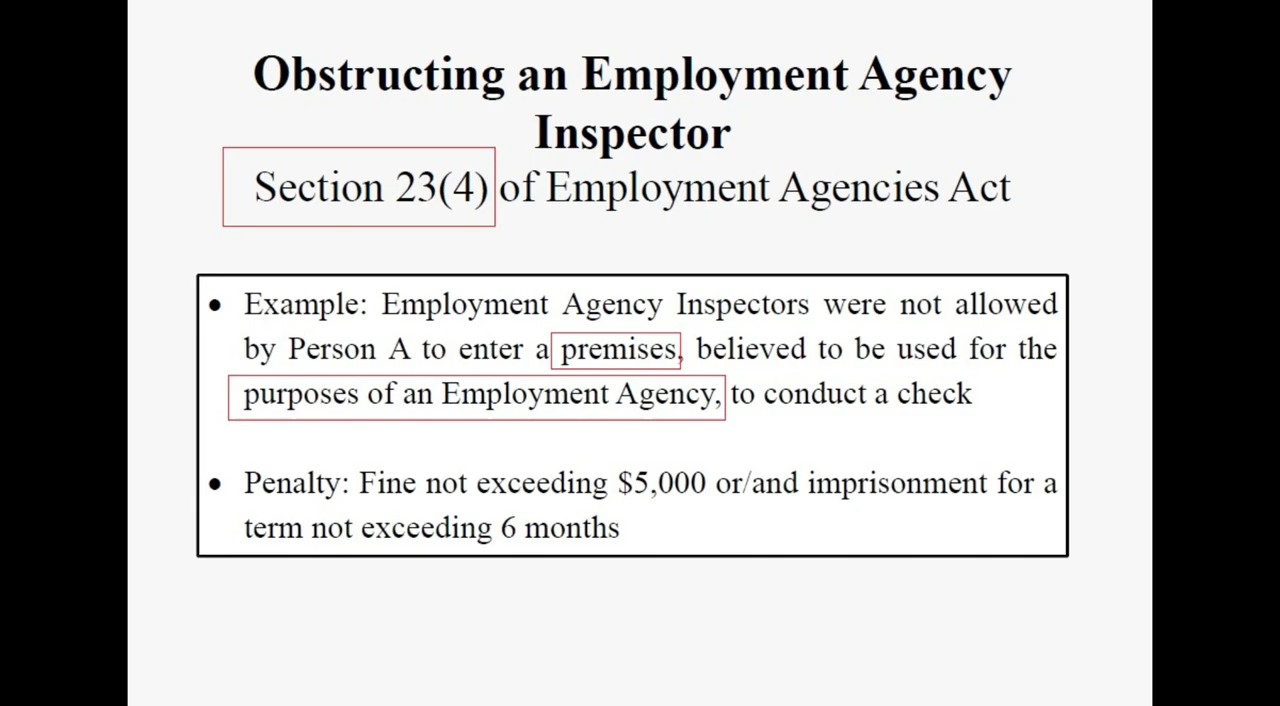 Obstructing an Employment Agency
Inspector
Section 23(4) of Employment Agencies Act
• Example: Employment Agency Inspectors were not allowed
by Person A to enter a premises, believed to be used for the
purposes of an Employment Agency, to conduct a check
• Penalty: Fine not exceeding $5,000 or/and imprisonment for a
term not exceeding 6 months